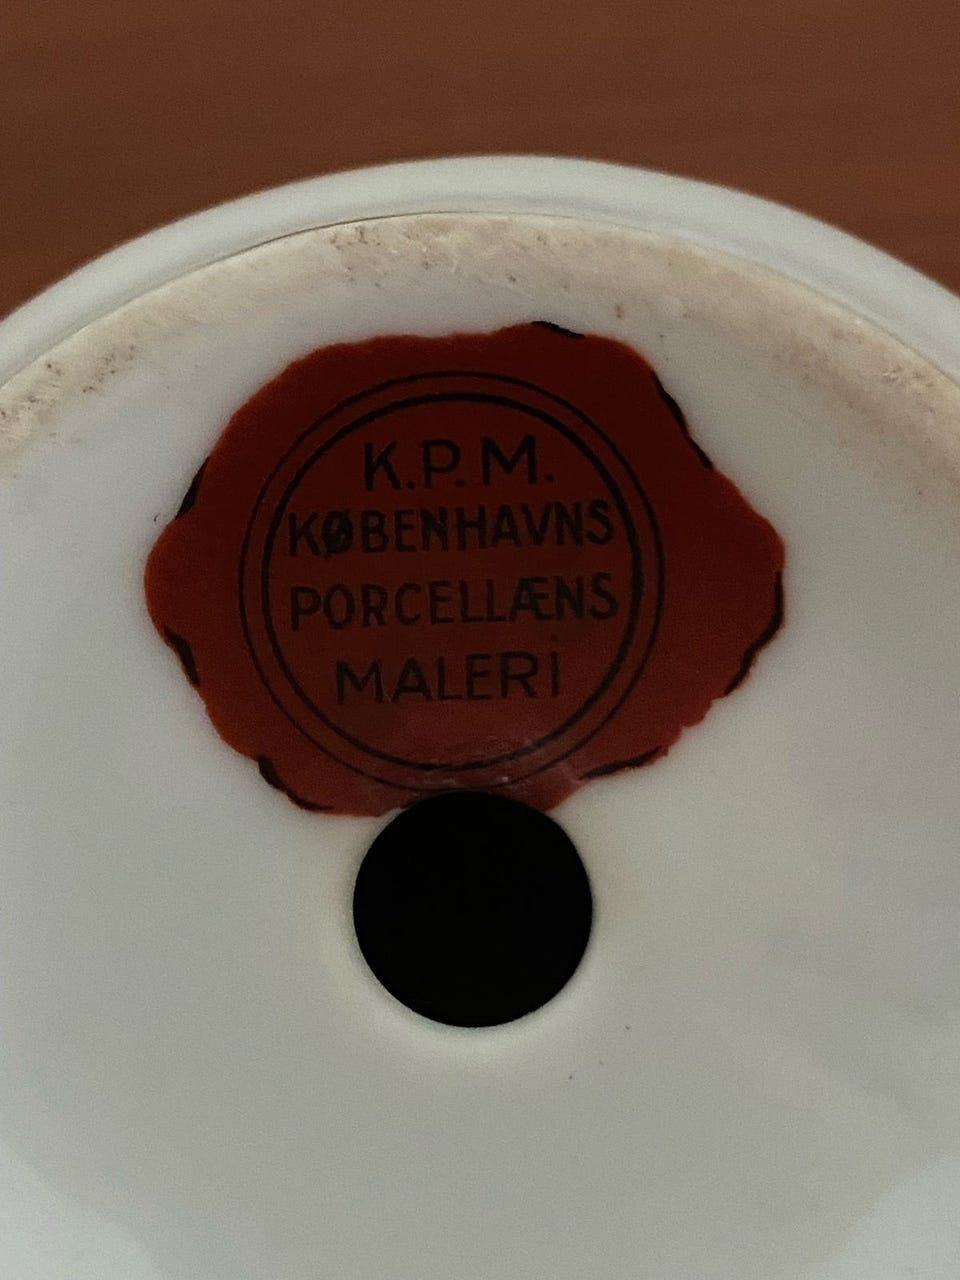 K.P.M.
KØBENHAVNS
PORCELLÆNS
MALERI